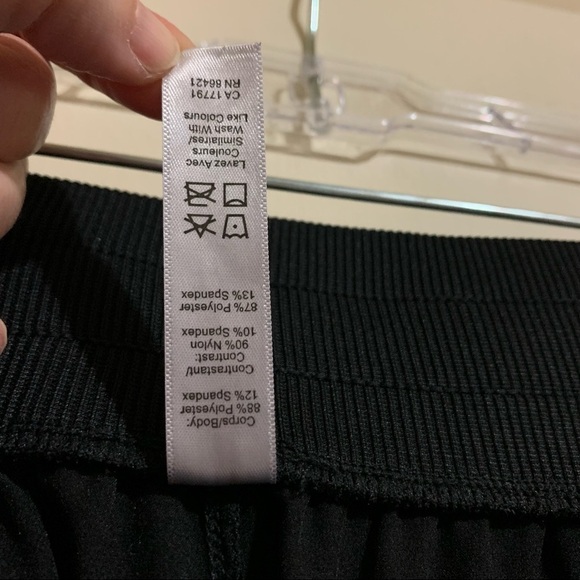 Corps/Body:
88% Polyester
12% Spandex
Contrastant/
Contrast:
90% Nylon
10% Spandex
87% Polyester
13% Spandex
Lavez Avec
Couleurs
Similaires/
Wash With
Like Colours
CA 17791
RN 86421